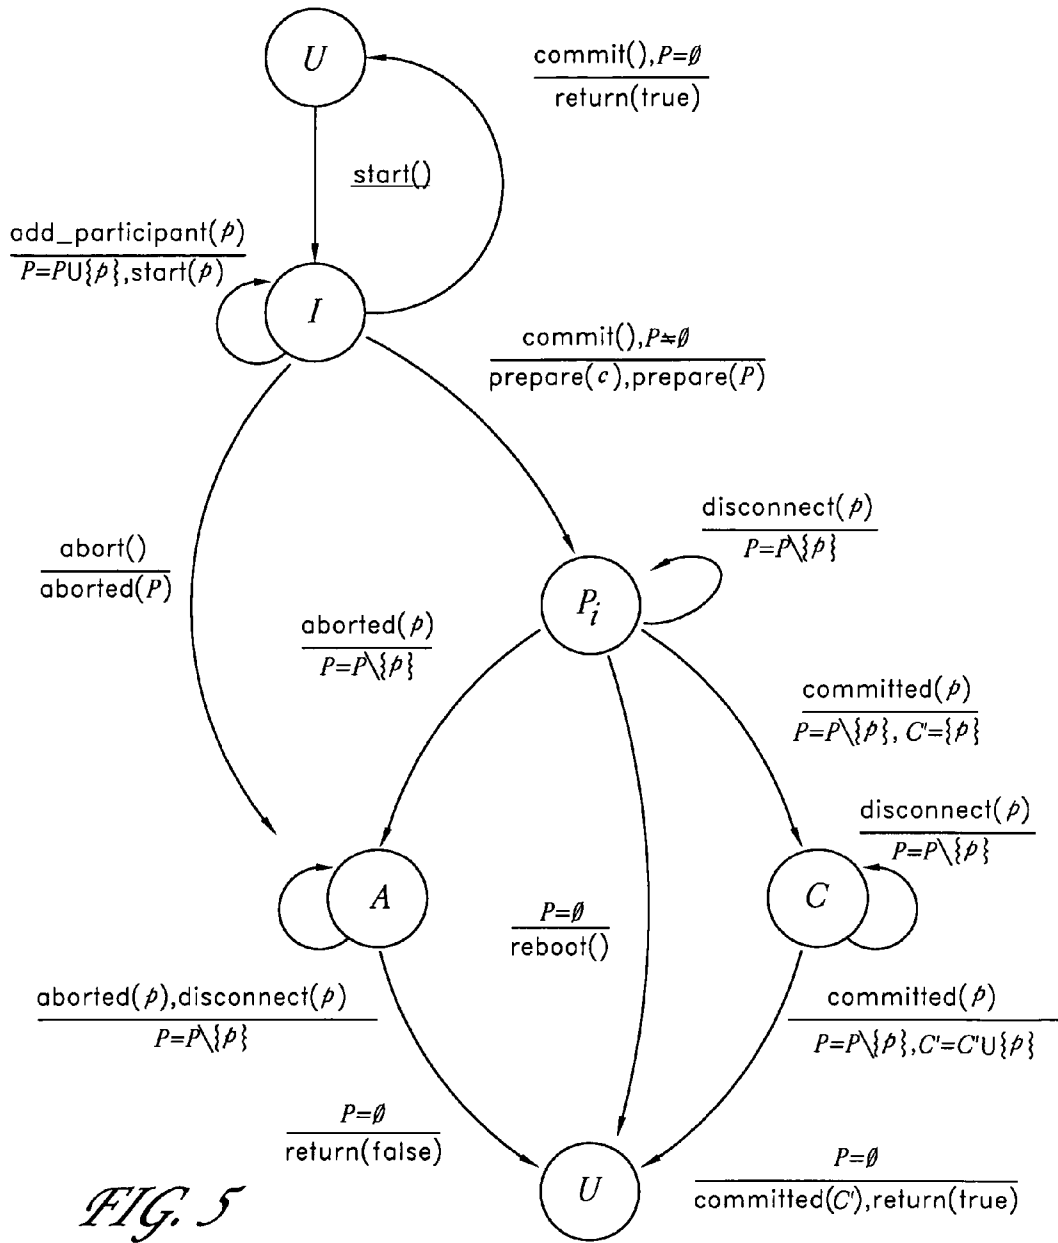 U
commit(),P=∅
return(true)
start()
add_participant(p)
P=PU{p},start(p)
I
commit(),P≠∅
prepare(c),prepare(P)
disconnect(p)
P=P\{p}
abort()
aborted(P)
P_i
aborted(p)
P=P\{p}
committed(p)
P=P\{p}, C'={p}
disconnect(p)
P=P\{p}
A
C
P=∅
reboot()
aborted(p),disconnect(p)
P=P\{p}
committed(p)
P=P\{p},C'=C'U{p}
P=∅
return(false)
U
P=∅
committed(C'),return(true)
FIG. 5